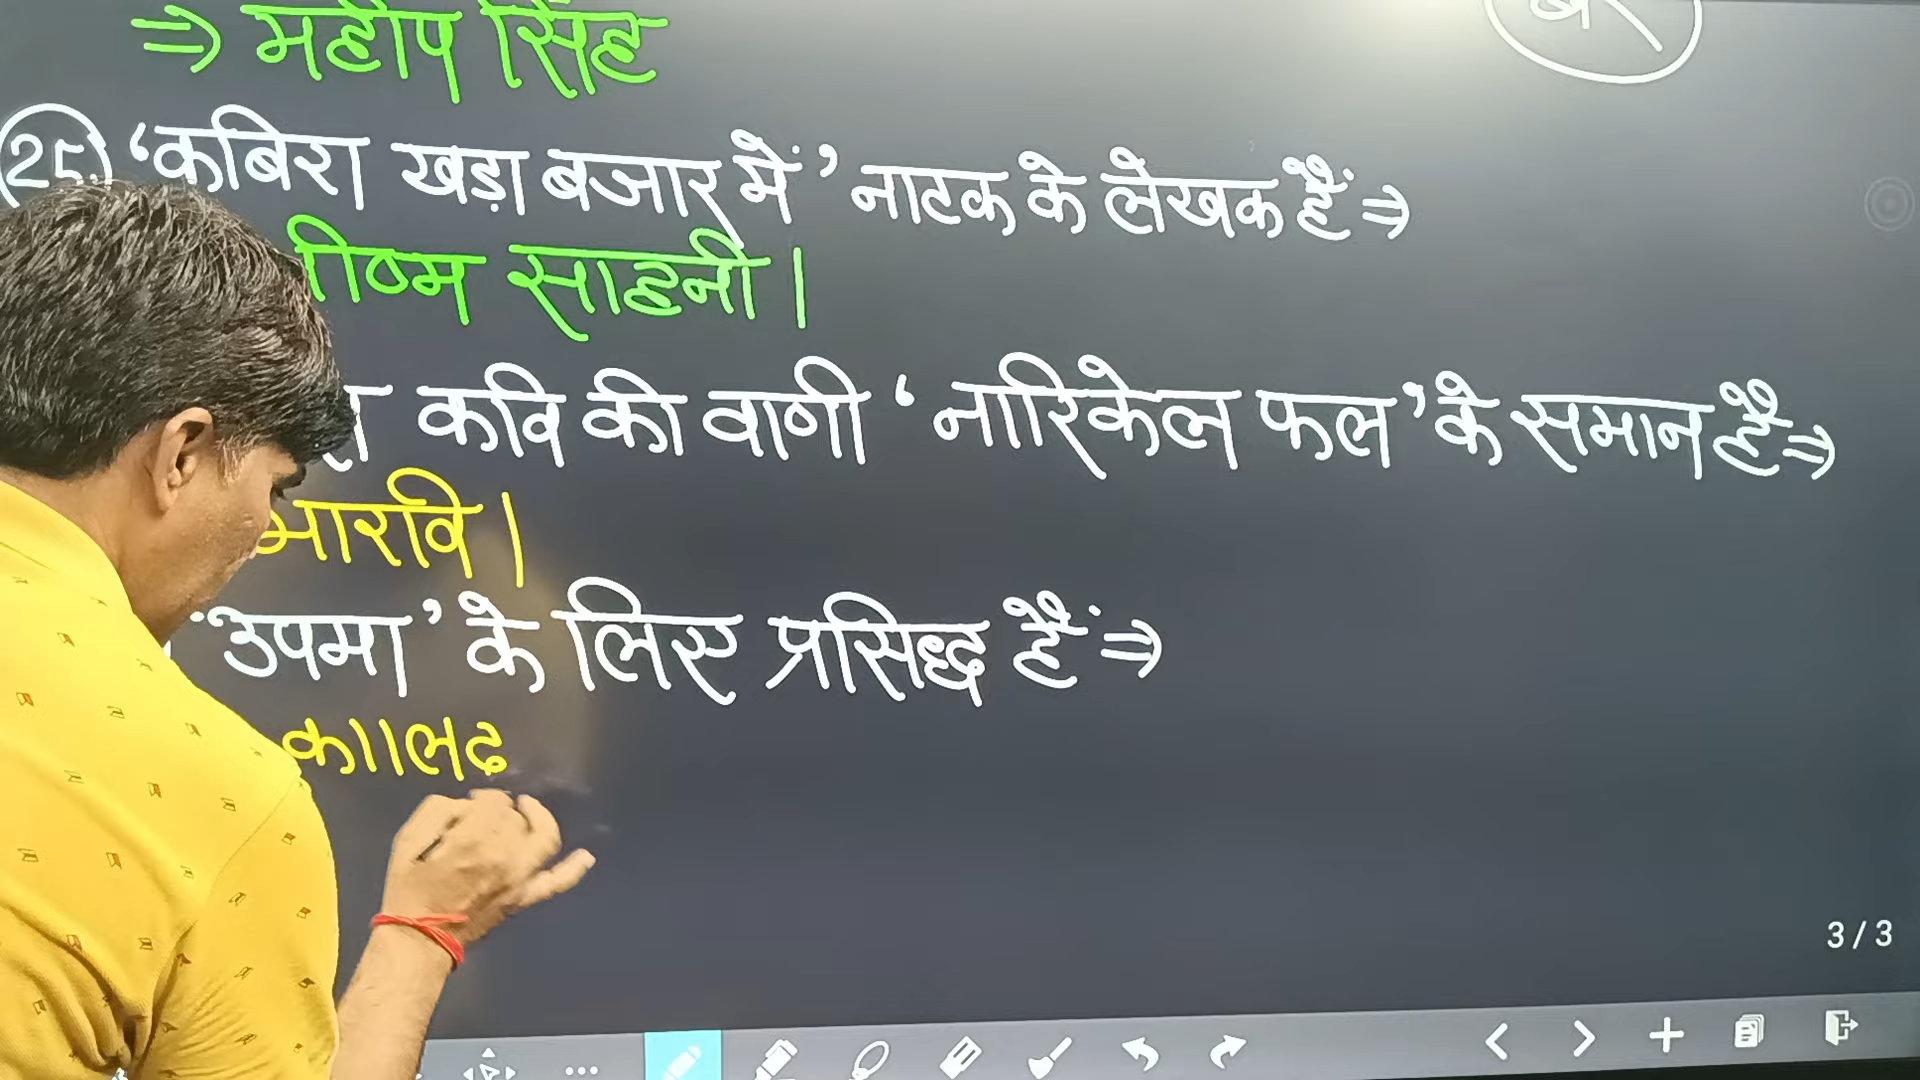 ⇒ महीप सिंह
25 'कबिरा खड़ा बजार में' नाटक के लेखक हैं ⇒
साहनी।
कवि की वाणी 'नारिकेल फल' के समान है ⇒
भारवि।
'उपमा' के लिए प्रसिद्ध हैं ⇒
3/3